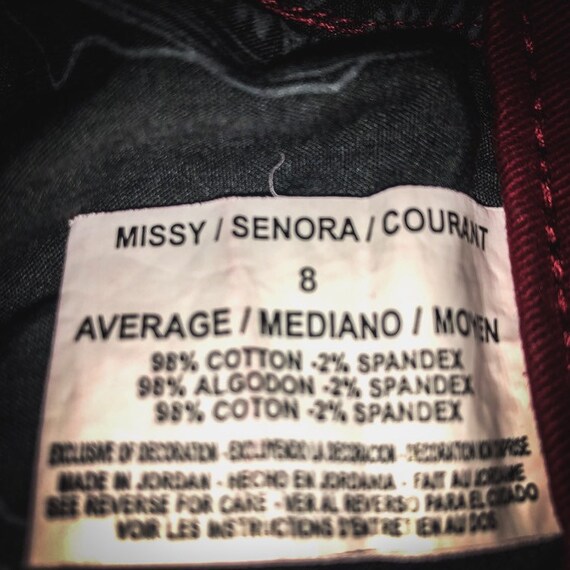 MISSY / SENORA / COURANT
8
AVERAGE / MEDIANO / MOYEN
98% COTTON -2% SPANDEX
98% ALGODON -2% SPANDEX
98% COTON -2% SPANDEX
EXCLUSIVE OF DECORATION - EXCLUYENDO LA DECORACION - DECORATION NON
MADE IN JORDAN - HECHO EN JORDANIA - FAIT AU JORDANIE
SEE REVERSE FOR CARE - VER AL REVERSO PARA EL CUIDADO
VOIR LES INSTRUCTIONS D'ENTRETIEN AU DOS